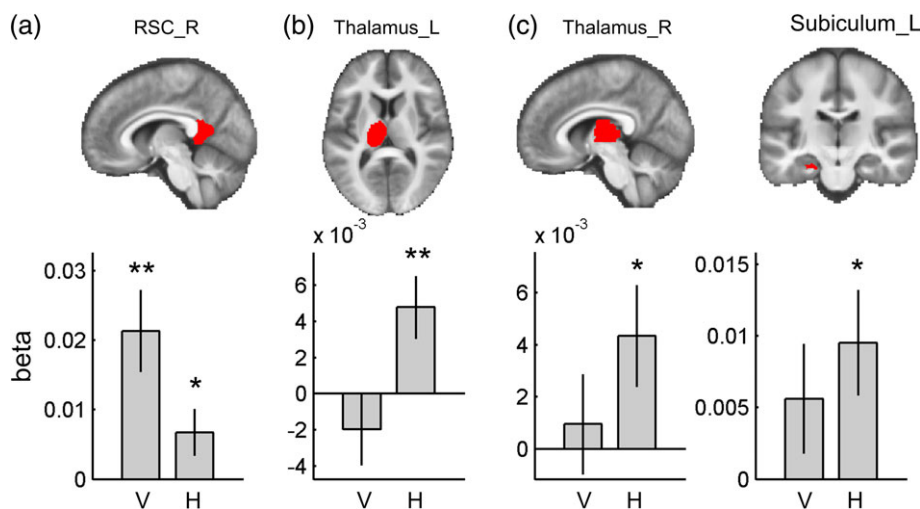 (a) RSC_R (b) Thalamus_L (c) Thalamus_R Subiculum_L
beta
0.03
0.02
0.01
0
**
*
V H
x 10⁻³
6
4
2
0
-2
-4
**
V H
x 10⁻³
6
4
2
0
*
V H
0.015
0.01
0.005
0
*
V H